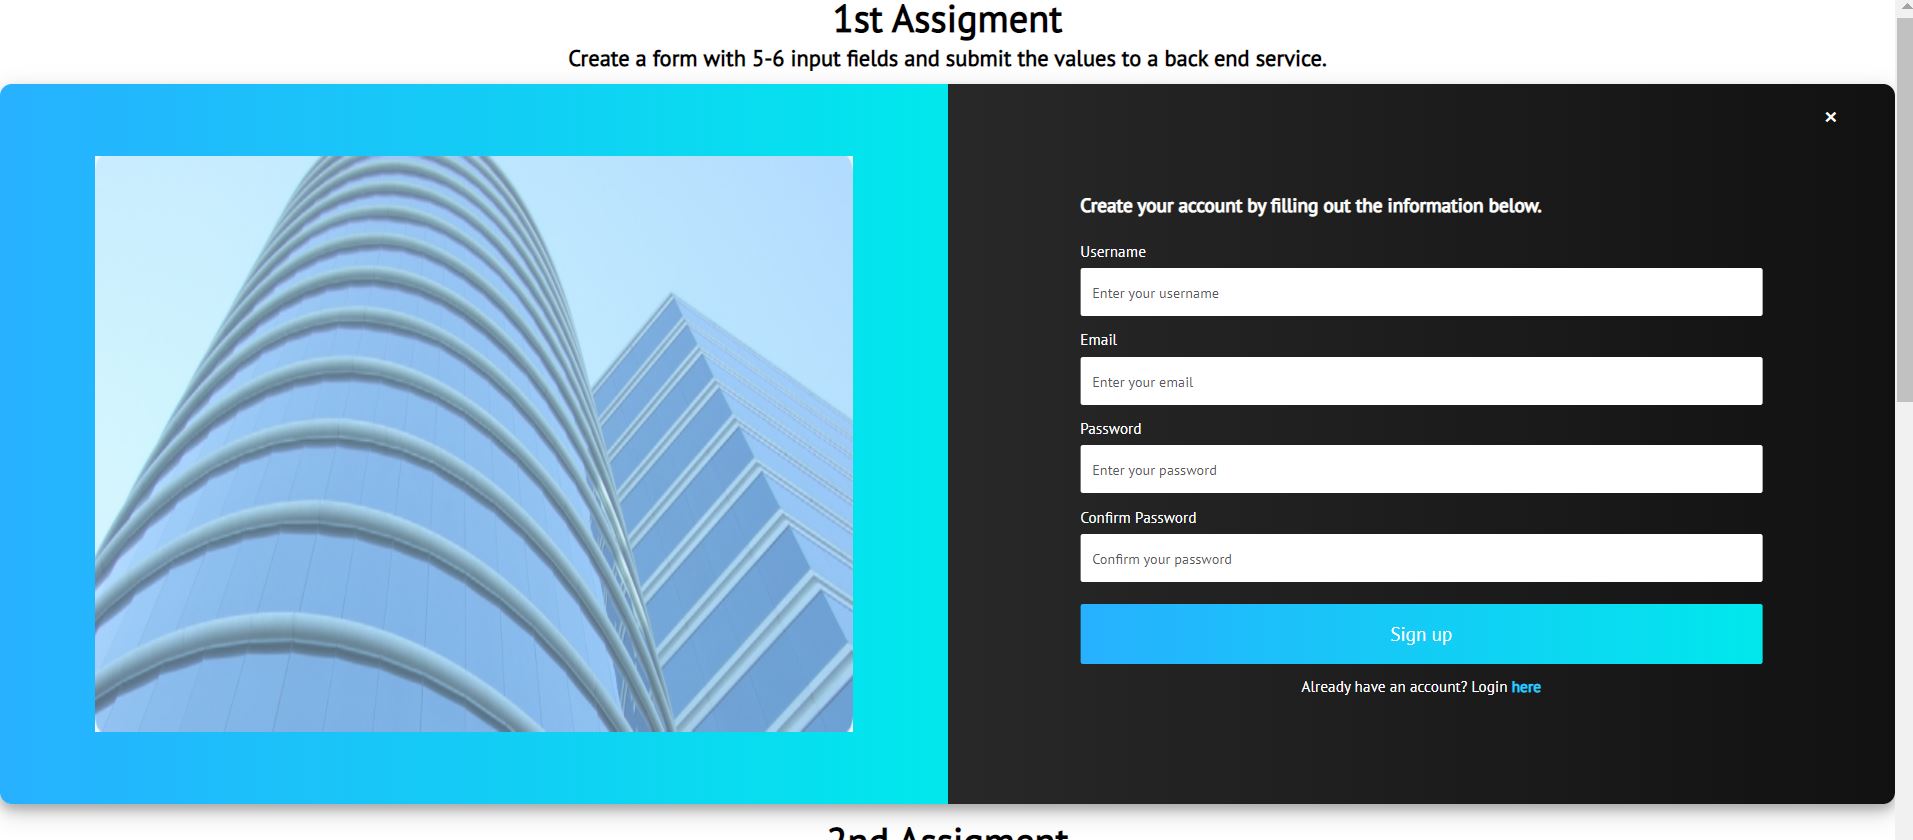 1st Assigment
Create a form with 5-6 input fields and submit the values to a back end service.
×
Create your account by filling out the information below.
Username
Enter your username
Email
Enter your email
Password
Enter your password
Confirm Password
Confirm your password
Sign up
Already have an account? Login here
2nd Assigment